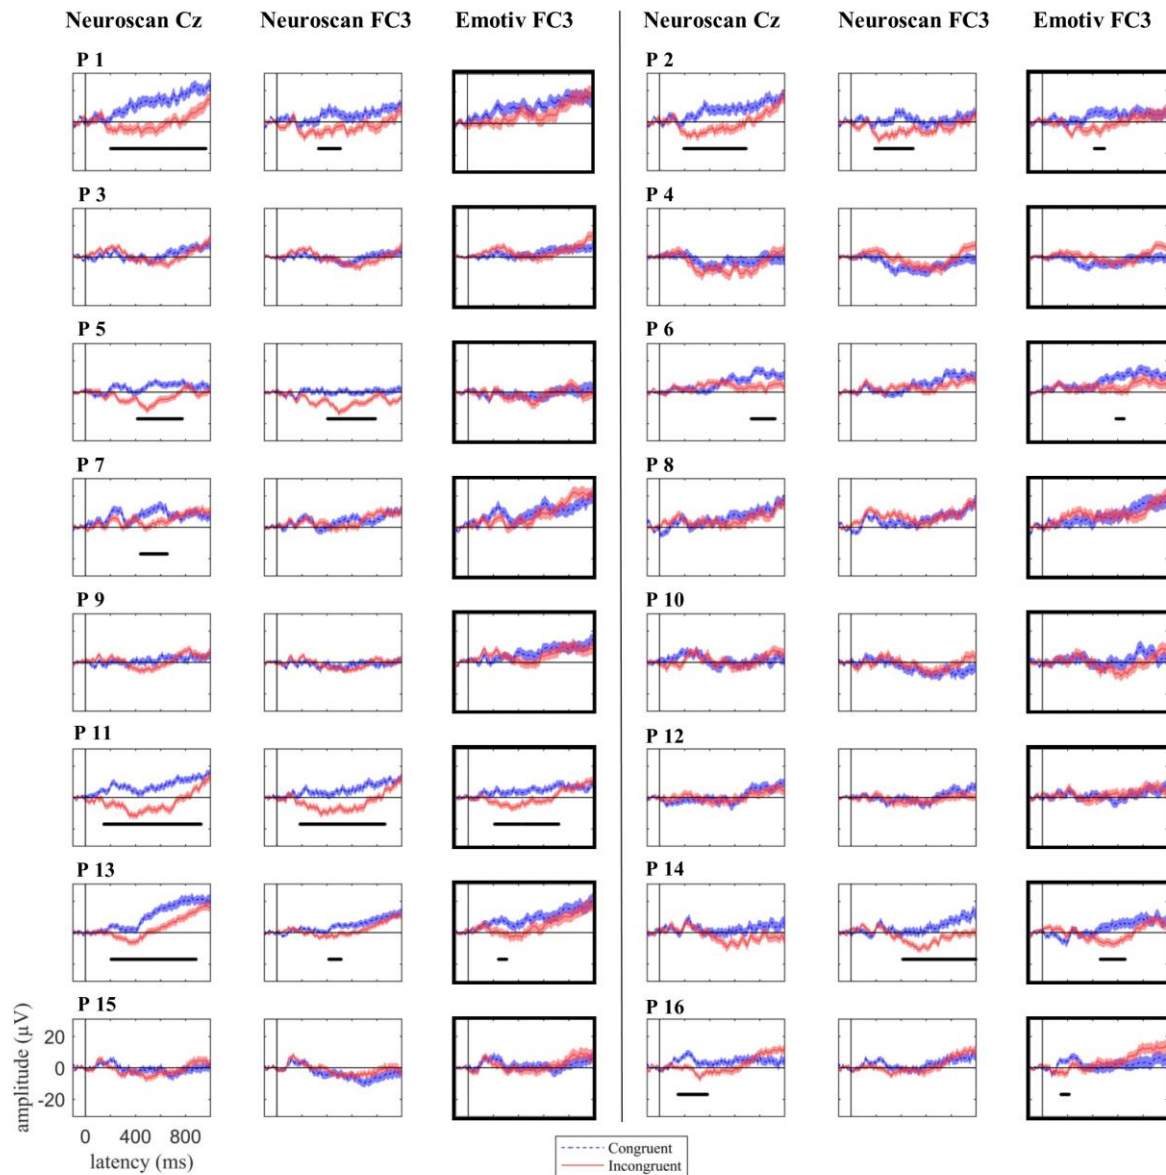 Neuroscan Cz Neuroscan FC3 Emotiv FC3 Neuroscan Cz Neuroscan FC3 Emotiv FC3
P 1 P 2
P 3 P 4
P 5 P 6
P 7 P 8
P 9 P 10
P 11 P 12
P 13 P 14
P 15 P 16
amplitude (µV)
20
0
-20
0 400 800
latency (ms)
Congruent
Incongruent